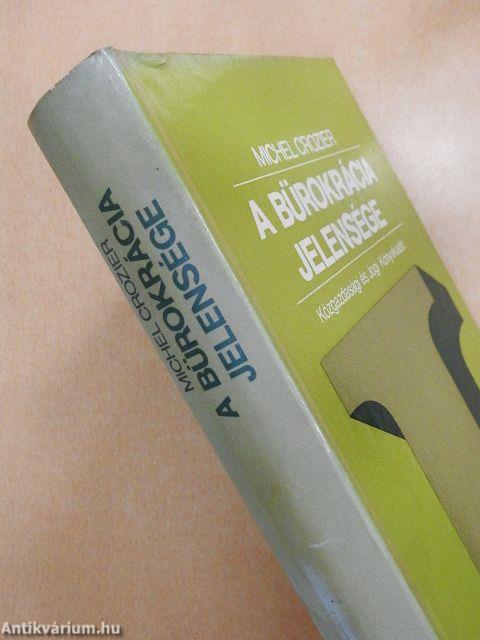 MICHEL CROZIER
A BÜROKRÁCIA
JELENSÉGE
Közgazdasági és Jogi Könyvkiadó
MICHEL CROZIER
A BÜROKRÁCIA
JELENSÉGE
Antikvárium.hu